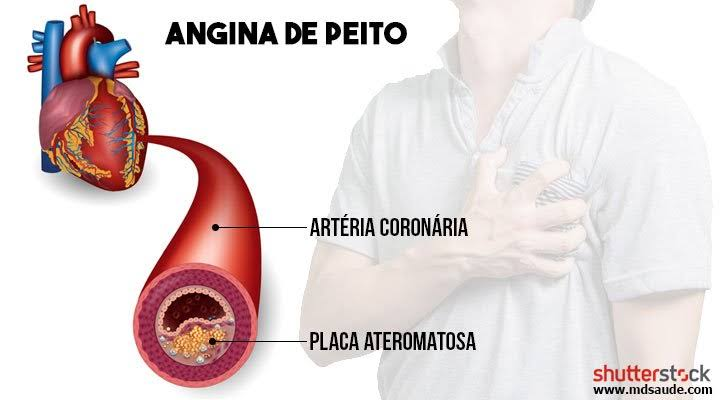 ANGINA DE PEITO
ARTÉRIA CORONÁRIA
PLACA ATEROMATOSA
shutterstock
www.mdsaude.com